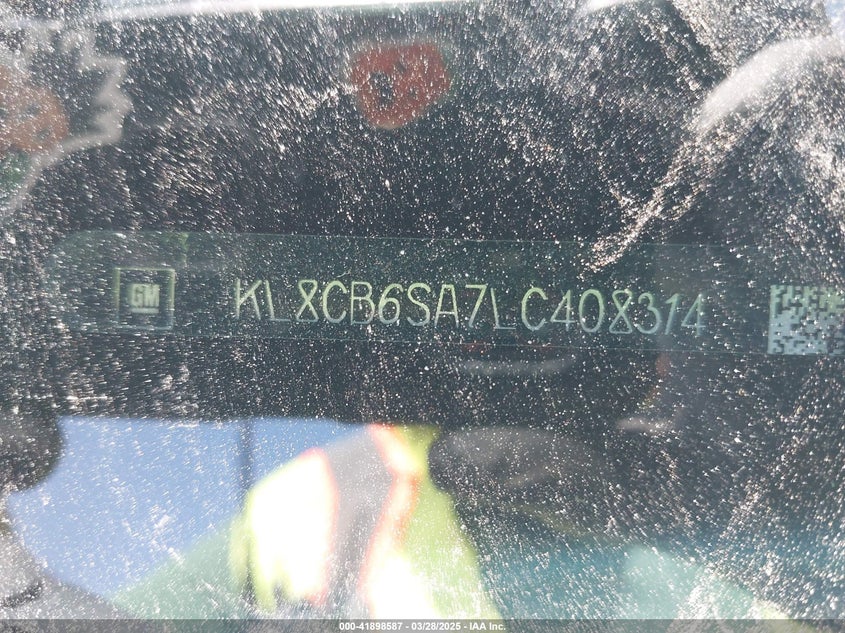 GM KL8CB6SA7LC408314
000-41898587 - 03/28/2025 - IAA Inc.